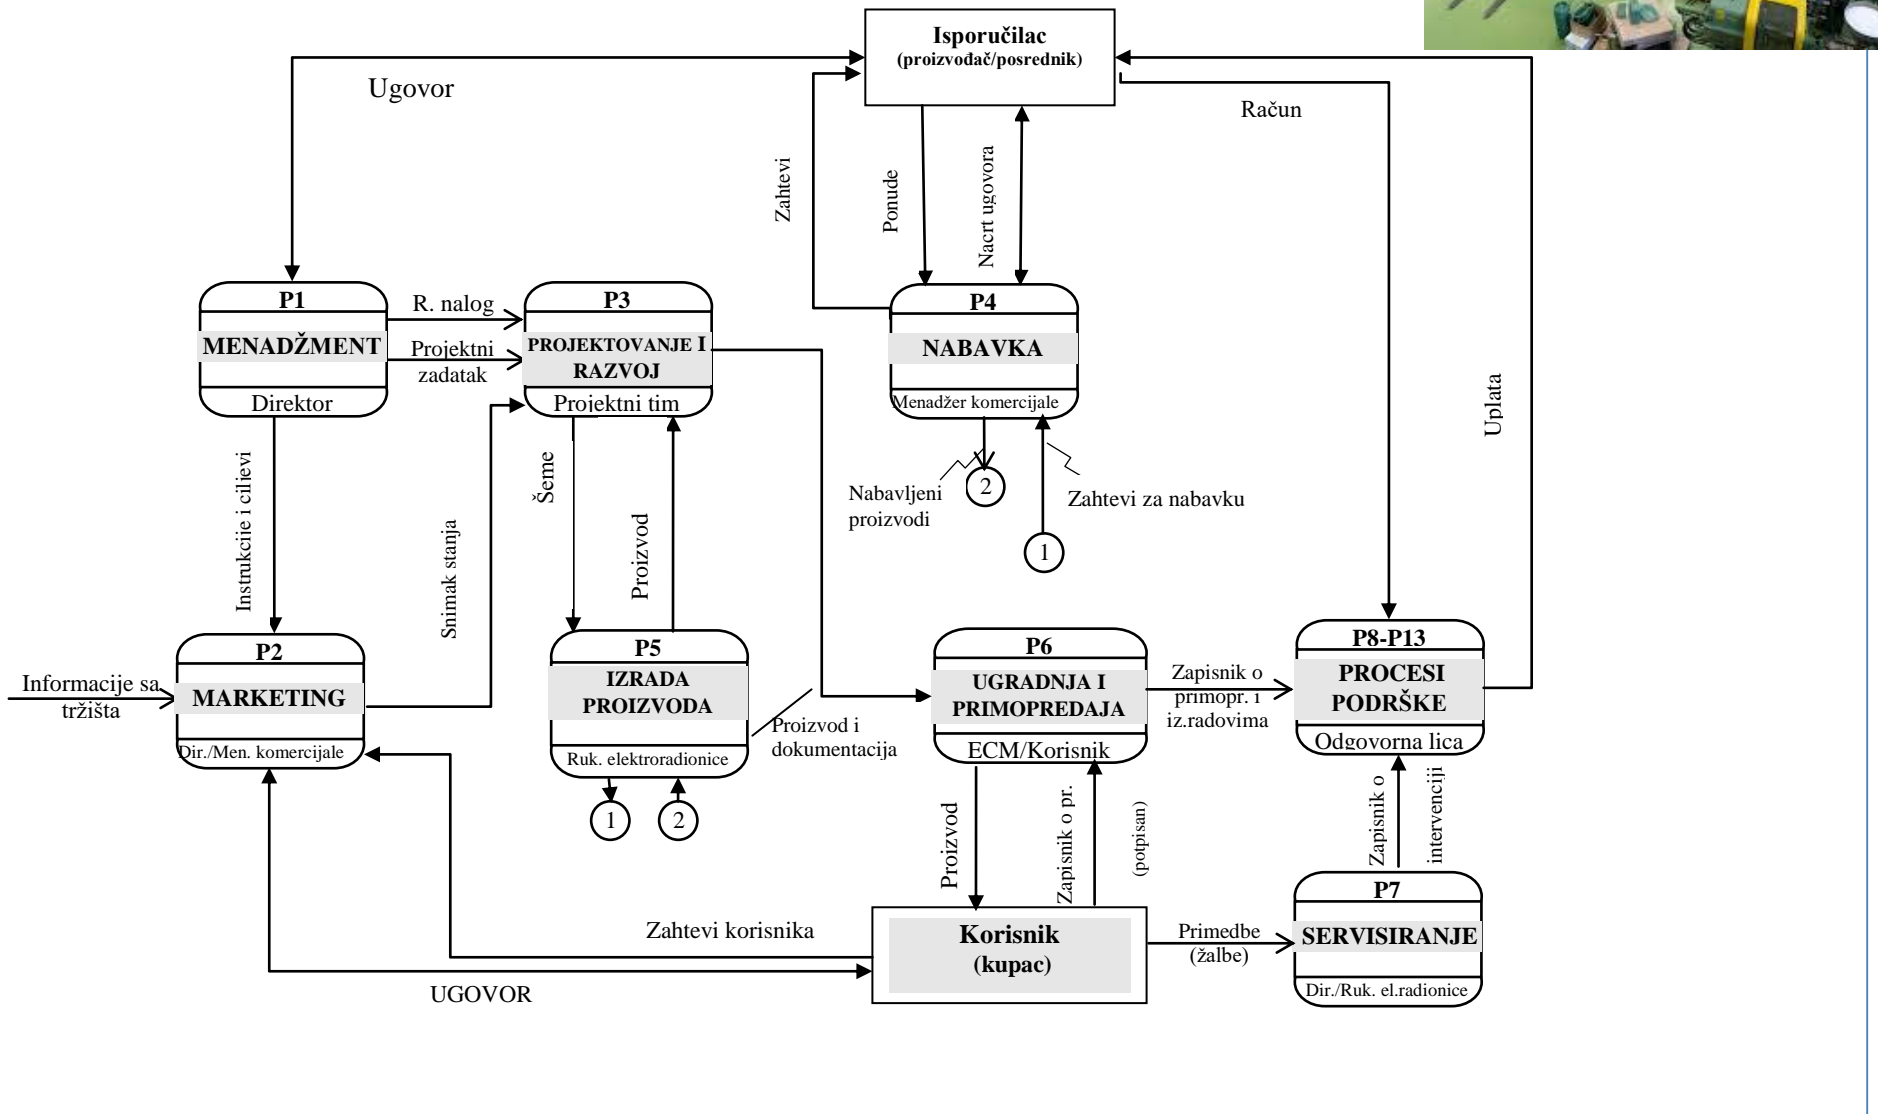 Isporučilac
(proizvođač/posrednik)
Ugovor
Račun
Zahtevi
Ponude
Nacrt ugovora
Uplata
P1
MENADŽMENT
Direktor
R. nalog
Projektni
zadatak
P3
PROJEKTOVANJE I
RAZVOJ
Projektni tim
P4
NABAVKA
Menadžer komercijale
Nabavljeni
proizvodi
2
Zahtevi za nabavku
1
Instrukcije i ciljevi
Snimak stanja
Šeme
Proizvod
Informacije sa
tržišta
P2
MARKETING
Dir./Men. komercijale
P5
IZRADA
PROIZVODA
Ruk. elektroradionice
1
2
Proizvod i
dokumentacija
P6
UGRADNJA I
PRIMOPREDAJA
ECM/Korisnik
Zapisnik o
primopr. i
iz.radovima
P8-P13
PROCESI
PODRŠKE
Odgovorna lica
Proizvod
Zapisnik o pr.
(potpisan)
Zapisnik o
intervenciji
Zahtevi korisnika
UGOVOR
Korisnik
(kupac)
Primedbe
(žalbe)
P7
SERVISIRANJE
Dir./Ruk. el.radionice